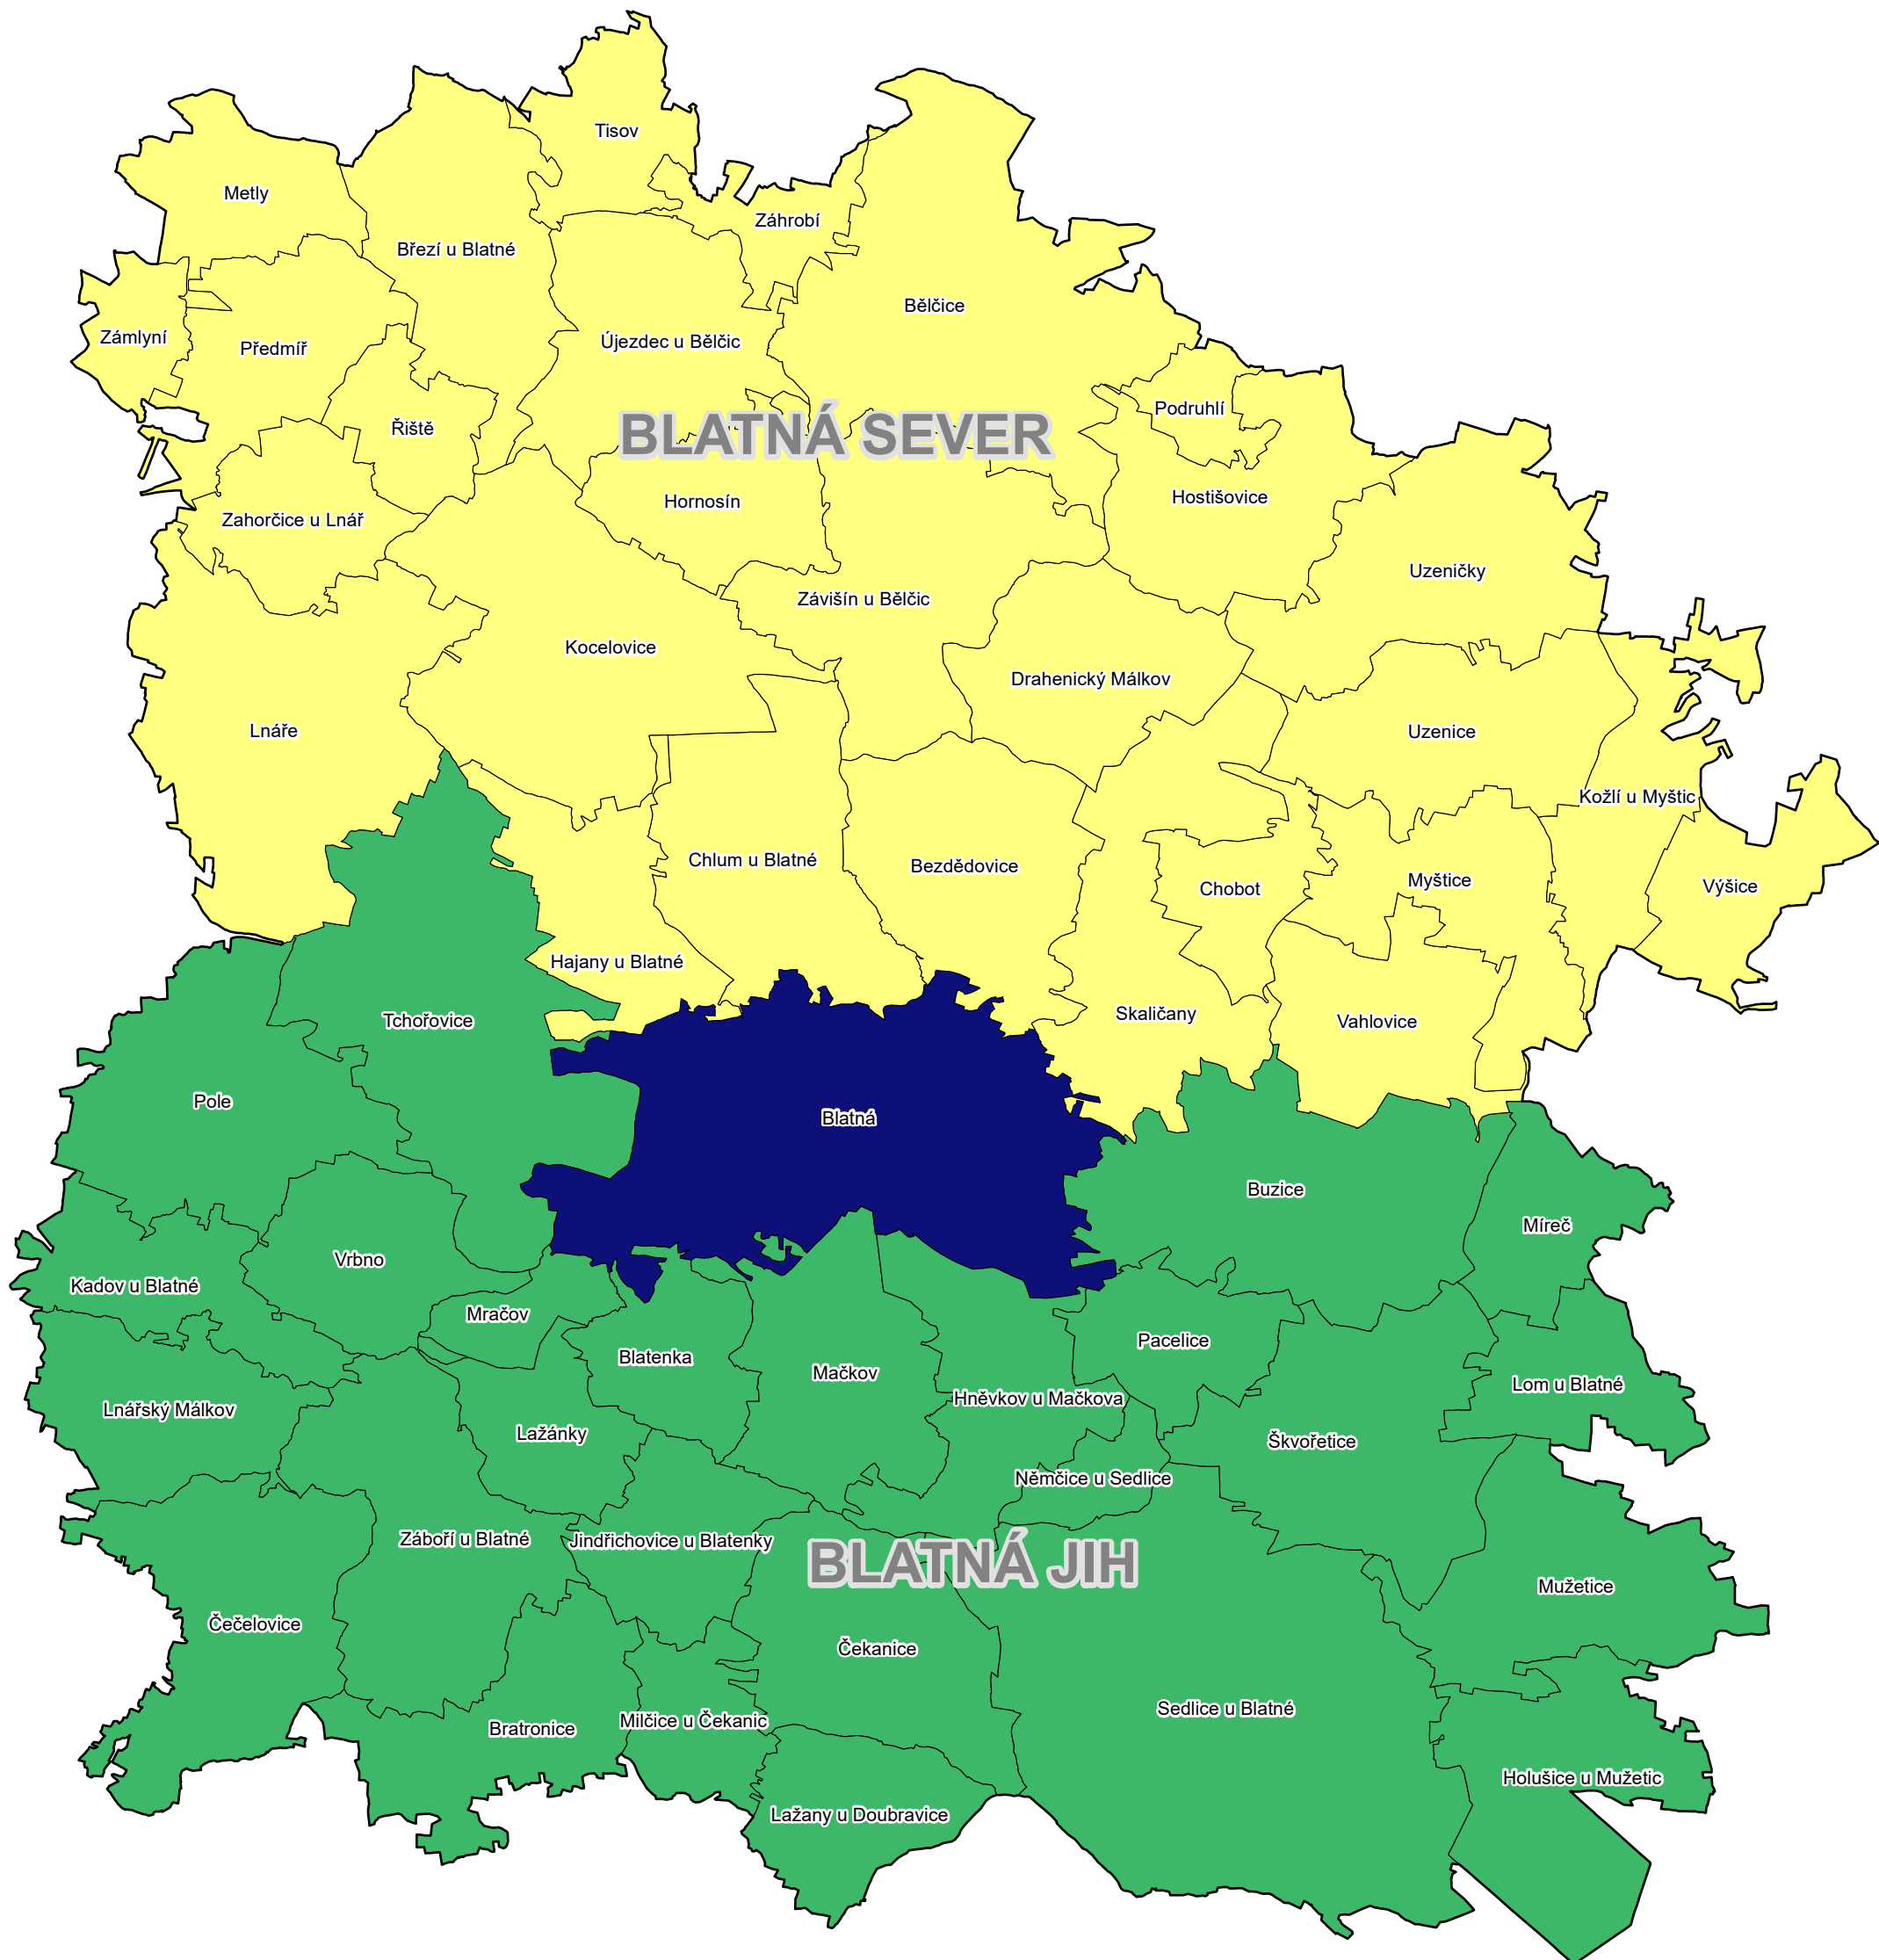 Tisov
Metly
Záhrobí
Březí u Blatné
Bělčice
Zámlyní
Předmíř
Újezdec u Bělčic
Podruhlí
Řiště
BLATNÁ SEVER
Hostišovice
Hornosín
Zahorčice u Lnář
Uzeničky
Závišín u Bělčic
Kocelovice
Drahenický Málkov
Lnáře
Uzenice
Kožlí u Myštic
Chlum u Blatné
Bezdědovice
Myštice
Chobot
Výšice
Hajany u Blatné
Skaličany
Tchořovice
Vahlovice
Pole
Blatná
Buzice
Míreč
Vrbno
Kadov u Blatné
Mračov
Pacelice
Blatenka
Mačkov
Lom u Blatné
Hněvkov u Mačkova
Lnářský Málkov
Lažánky
Škvořetice
Němčice u Sedlice
Záboří u Blatné
Jindřichovice u Blatenky
BLATNÁ JIH
Mužetice
Čečelovice
Čekanice
Sedlice u Blatné
Milčice u Čekanic
Bratronice
Holušice u Mužetic
Lažany u Doubravice